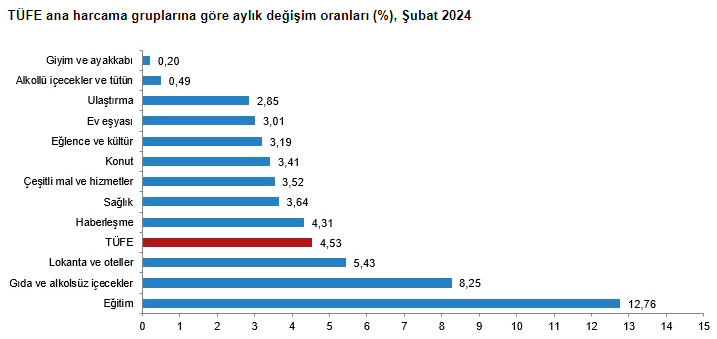 TÜFE ana harcama gruplarına göre aylık değişim oranları (%), Şubat 2024
Giyim ve ayakkabı 0,20
Alkollü içecekler ve tütün 0,49
Ulaştırma 2,85
Ev eşyası 3,01
Eğlence ve kültür 3,19
Konut 3,41
Çeşitli mal ve hizmetler 3,52
Sağlık 3,64
Haberleşme 4,31
TÜFE 4,53
Lokanta ve oteller 5,43
Gıda ve alkolsüz içecekler 8,25
Eğitim 12,76
0 1 2 3 4 5 6 7 8 9 10 11 12 13 14 15